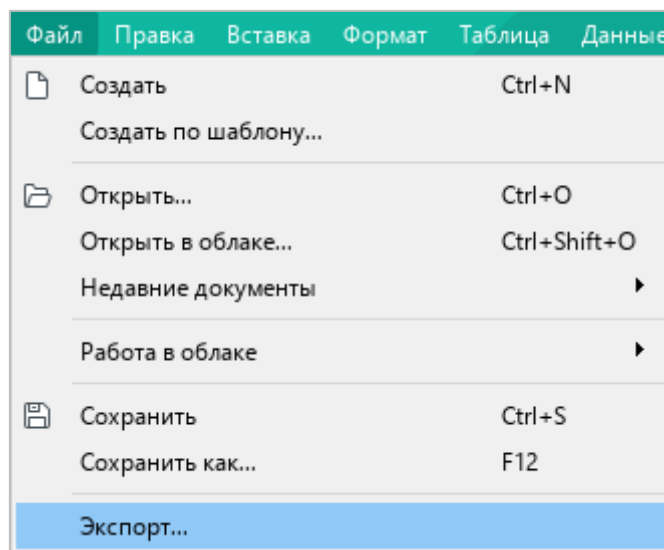 Файл Правка Вставка Формат Таблица Данные
Создать Ctrl+N
Создать по шаблону...
Открыть... Ctrl+O
Открыть в облаке... Ctrl+Shift+O
Недавние документы
Работа в облаке
Сохранить Ctrl+S
Сохранить как... F12
Экспорт...